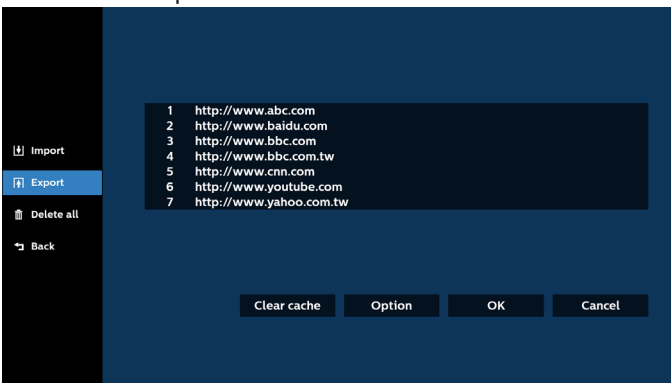 1 http://www.abc.com
2 http://www.baidu.com
3 http://www.bbc.com
4 http://www.bbc.com.tw
5 http://www.cnn.com
6 http://www.youtube.com
7 http://www.yahoo.com.tw
Import
Export
Delete all
Back
Clear cache Option OK Cancel